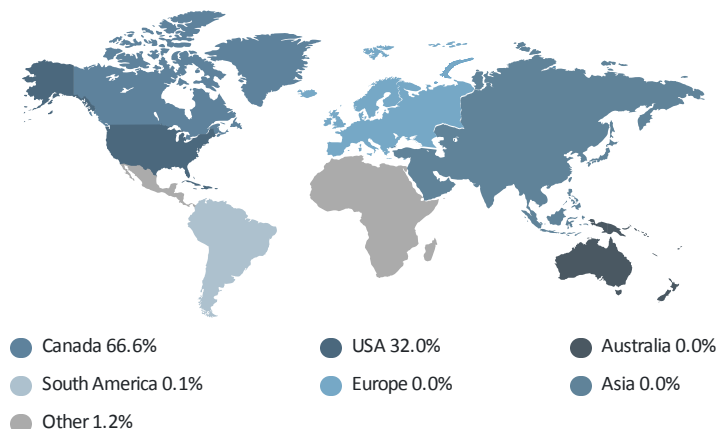 Canada 66.6%
USA 32.0%
Australia 0.0%
South America 0.1%
Europe 0.0%
Asia 0.0%
Other 1.2%